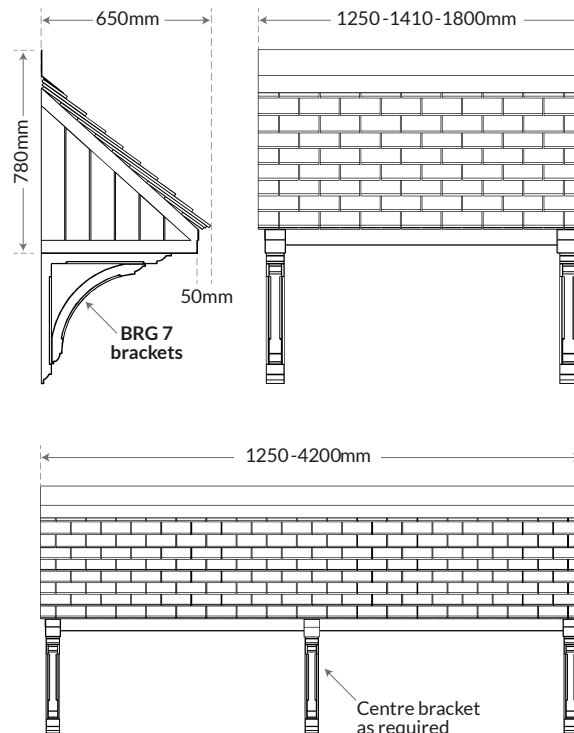 650mm
1250-1410-1800mm
780mm
50mm
BRG 7
brackets
1250-4200mm
Centre bracket
as required